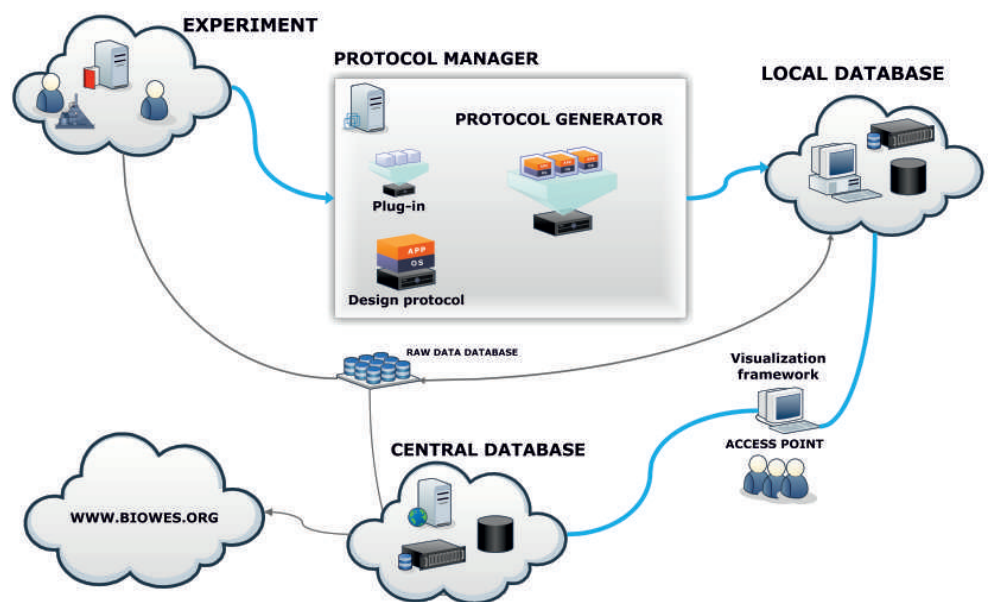 EXPERIMENT
PROTOCOL MANAGER
LOCAL DATABASE
PROTOCOL GENERATOR
Plug-in
APP
OS
Design protocol
APP
OS
APP
OS
APP
OS
RAW DATA DATABASE
Visualization
framework
ACCESS POINT
CENTRAL DATABASE
WWW.BIOWES.ORG